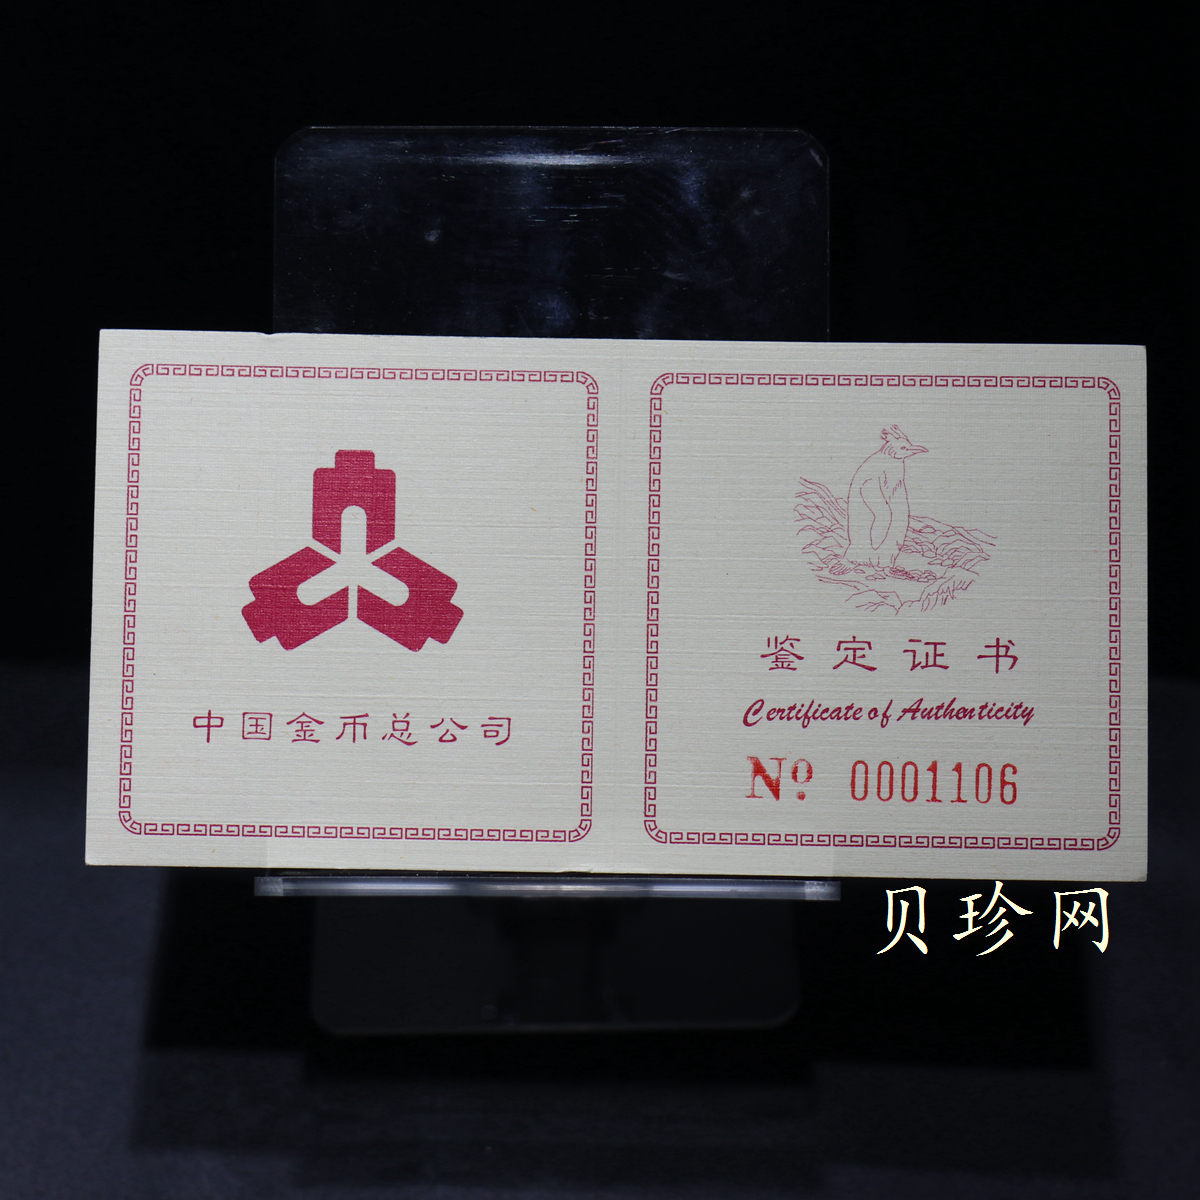 中国金币总公司
鉴定证书
Certificate of Authenticity
Nº 0001106
贝珍网